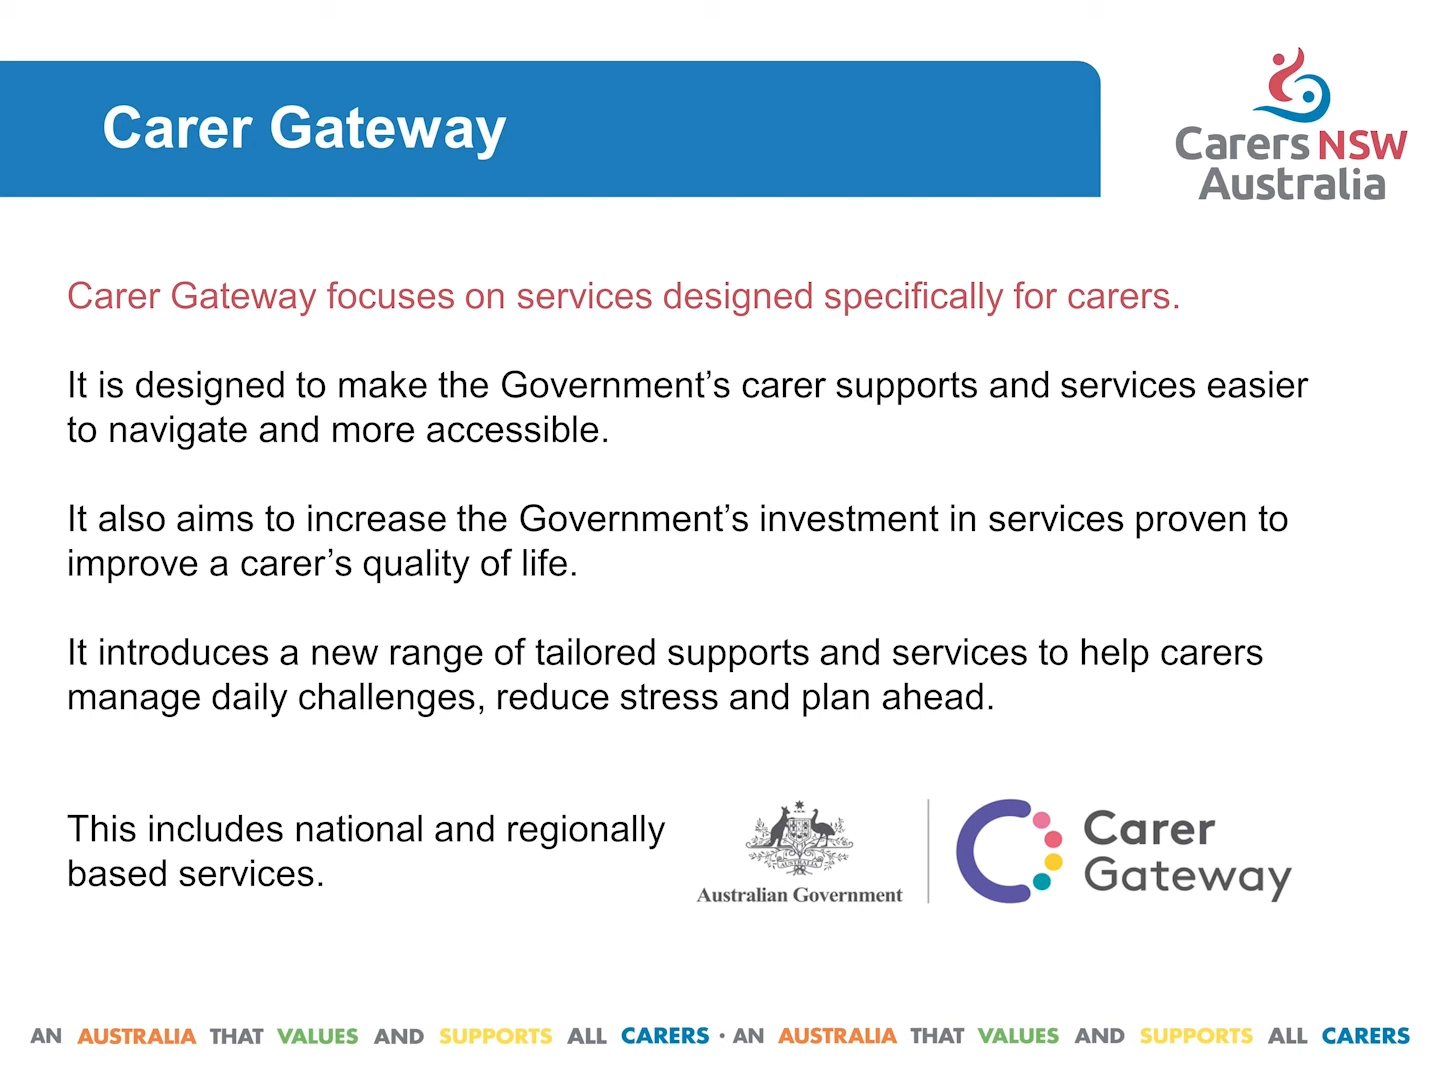 Carer Gateway
Carers NSW
Australia
Carer Gateway focuses on services designed specifically for carers.
It is designed to make the Government’s carer supports and services easier
to navigate and more accessible.
It also aims to increase the Government’s investment in services proven to
improve a carer’s quality of life.
It introduces a new range of tailored supports and services to help carers
manage daily challenges, reduce stress and plan ahead.
This includes national and regionally
based services.
AUSTRALIA
Australian Government
Carer
Gateway
AN AUSTRALIA THAT VALUES AND SUPPORTS ALL CARERS · AN AUSTRALIA THAT VALUES AND SUPPORTS ALL CARERS